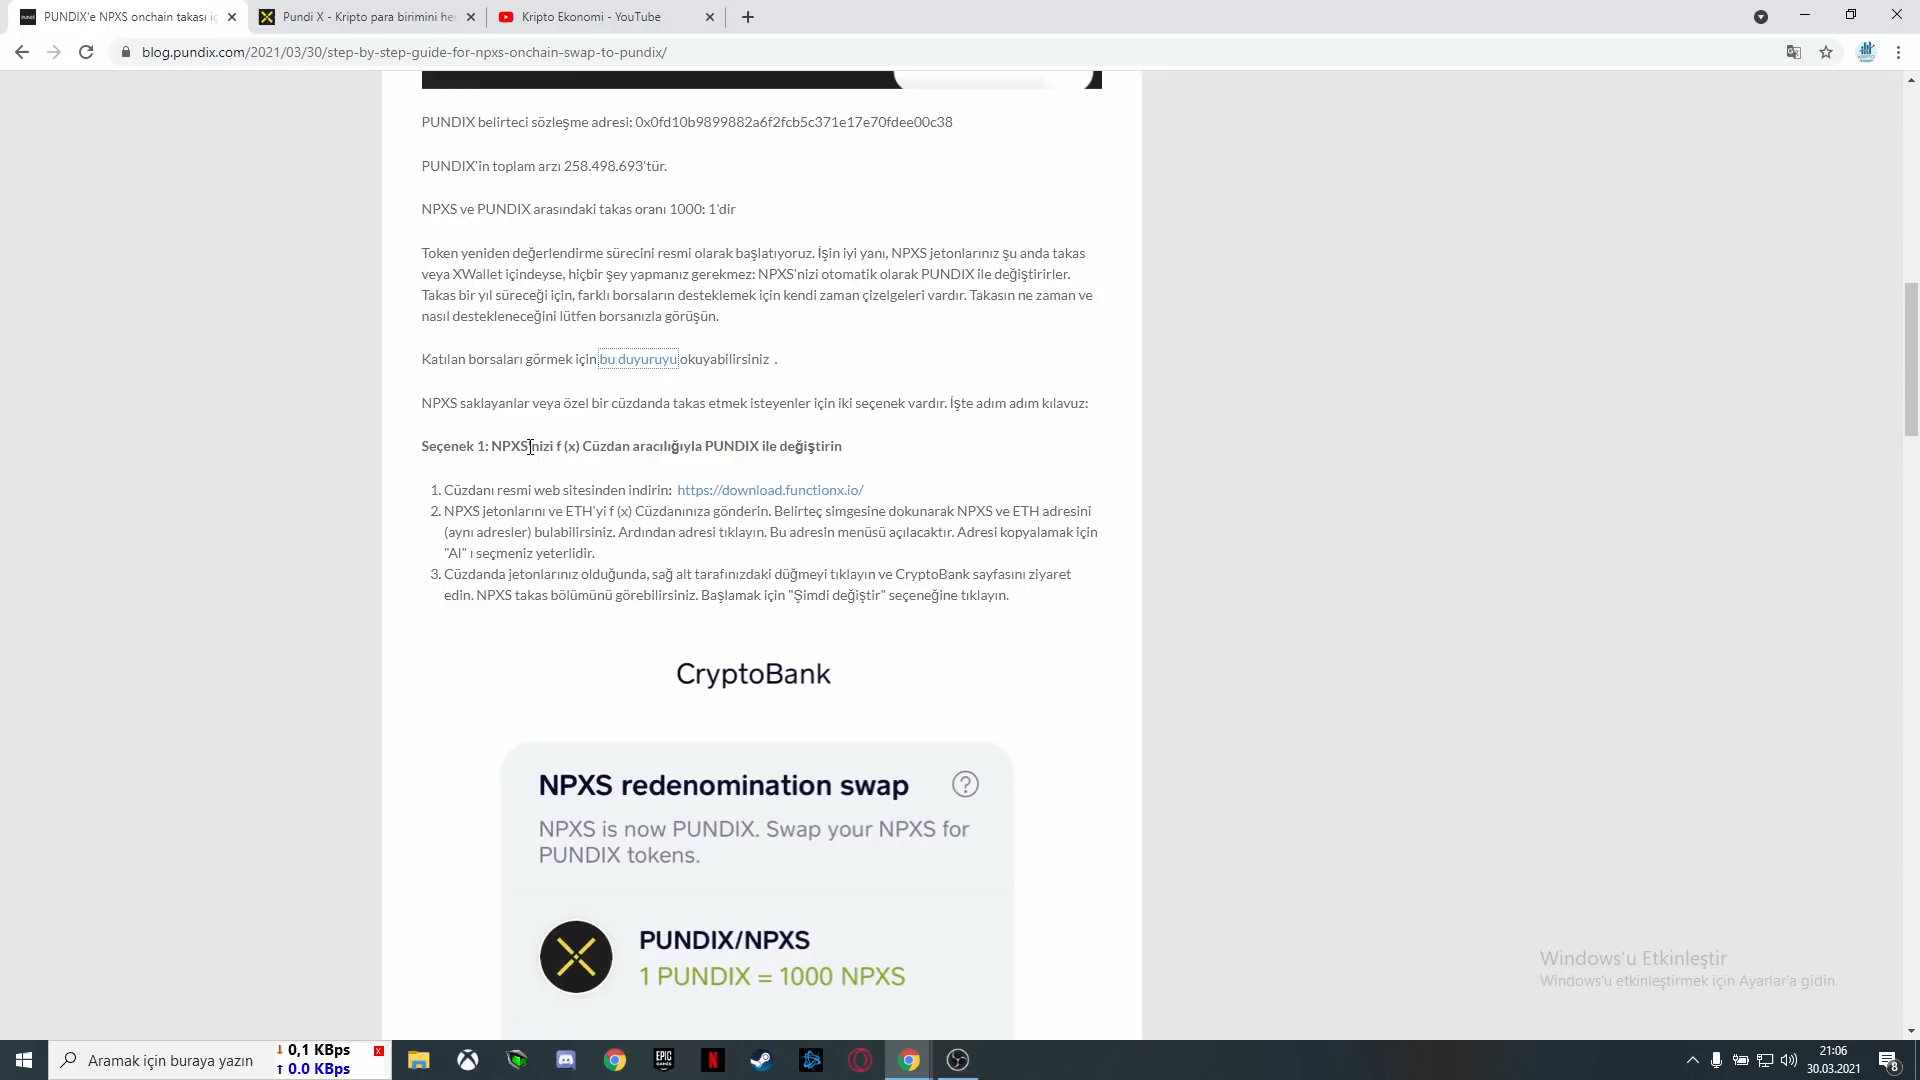 PUNDIX'e NPXS onchain takası iç
Pundi X - Kripto para birimini her
Kripto Ekonomi - YouTube
blog.pundix.com/2021/03/30/step-by-step-guide-for-npxs-onchain-swap-to-pundix/
PUNDIX belirteci sözleşme adresi: 0x0fd10b9899882a6f2fcb5c371e17e70fdee00c38
PUNDIX'in toplam arzı 258.498.693'tür.
NPXS ve PUNDIX arasındaki takas oranı 1000: 1'dir
Token yeniden değerlendirme sürecini resmi olarak başlatıyoruz. İşin iyi yanı, NPXS jetonlarınız şu anda takas
veya XWallet içindeyse, hiçbir şey yapmanız gerekmez: NPXS'nizi otomatik olarak PUNDIX ile değiştirirler.
Takas bir yıl süreceği için, farklı borsaların desteklemek için kendi zaman çizelgeleri vardır. Takasın ne zaman ve
nasıl destekleneceğini lütfen borsanızla görüşün.
Katılan borsaları görmek için bu duyuruyu okuyabilirsiniz .
NPXS saklayanlar veya özel bir cüzdanda takas etmek isteyenler için iki seçenek vardır. İşte adım adım kılavuz:
Seçenek 1: NPXS'nizi f (x) Cüzdan aracılığıyla PUNDIX ile değiştirin
1. Cüzdanı resmi web sitesinden indirin: https://download.functionx.io/
2. NPXS jetonlarını ve ETH'yi f (x) Cüzdanınıza gönderin. Belirteç simgesine dokunarak NPXS ve ETH adresini
(aynı adresler) bulabilirsiniz. Ardından adresi tıklayın. Bu adresin menüsü açılacaktır. Adresi kopyalamak için
"Al" ı seçmeniz yeterlidir.
3. Cüzdanda jetonlarınız olduğunda, sağ alt tarafınızdaki düğmeyi tıklayın ve CryptoBank sayfasını ziyaret
edin. NPXS takas bölümünü görebilirsiniz. Başlamak için "Şimdi değiştir" seçeneğine tıklayın.
CryptoBank
NPXS redenomination swap ?
NPXS is now PUNDIX. Swap your NPXS for
PUNDIX tokens.
PUNDIX/NPXS
1 PUNDIX = 1000 NPXS
Windows'u Etkinleştir
Windows'u etkinleştirmek için Ayarlar'a gidin.
Aramak için buraya yazın
0,1 KBps
0.0 KBps
EPIC GAMES
N
21:06
30.03.2021
8